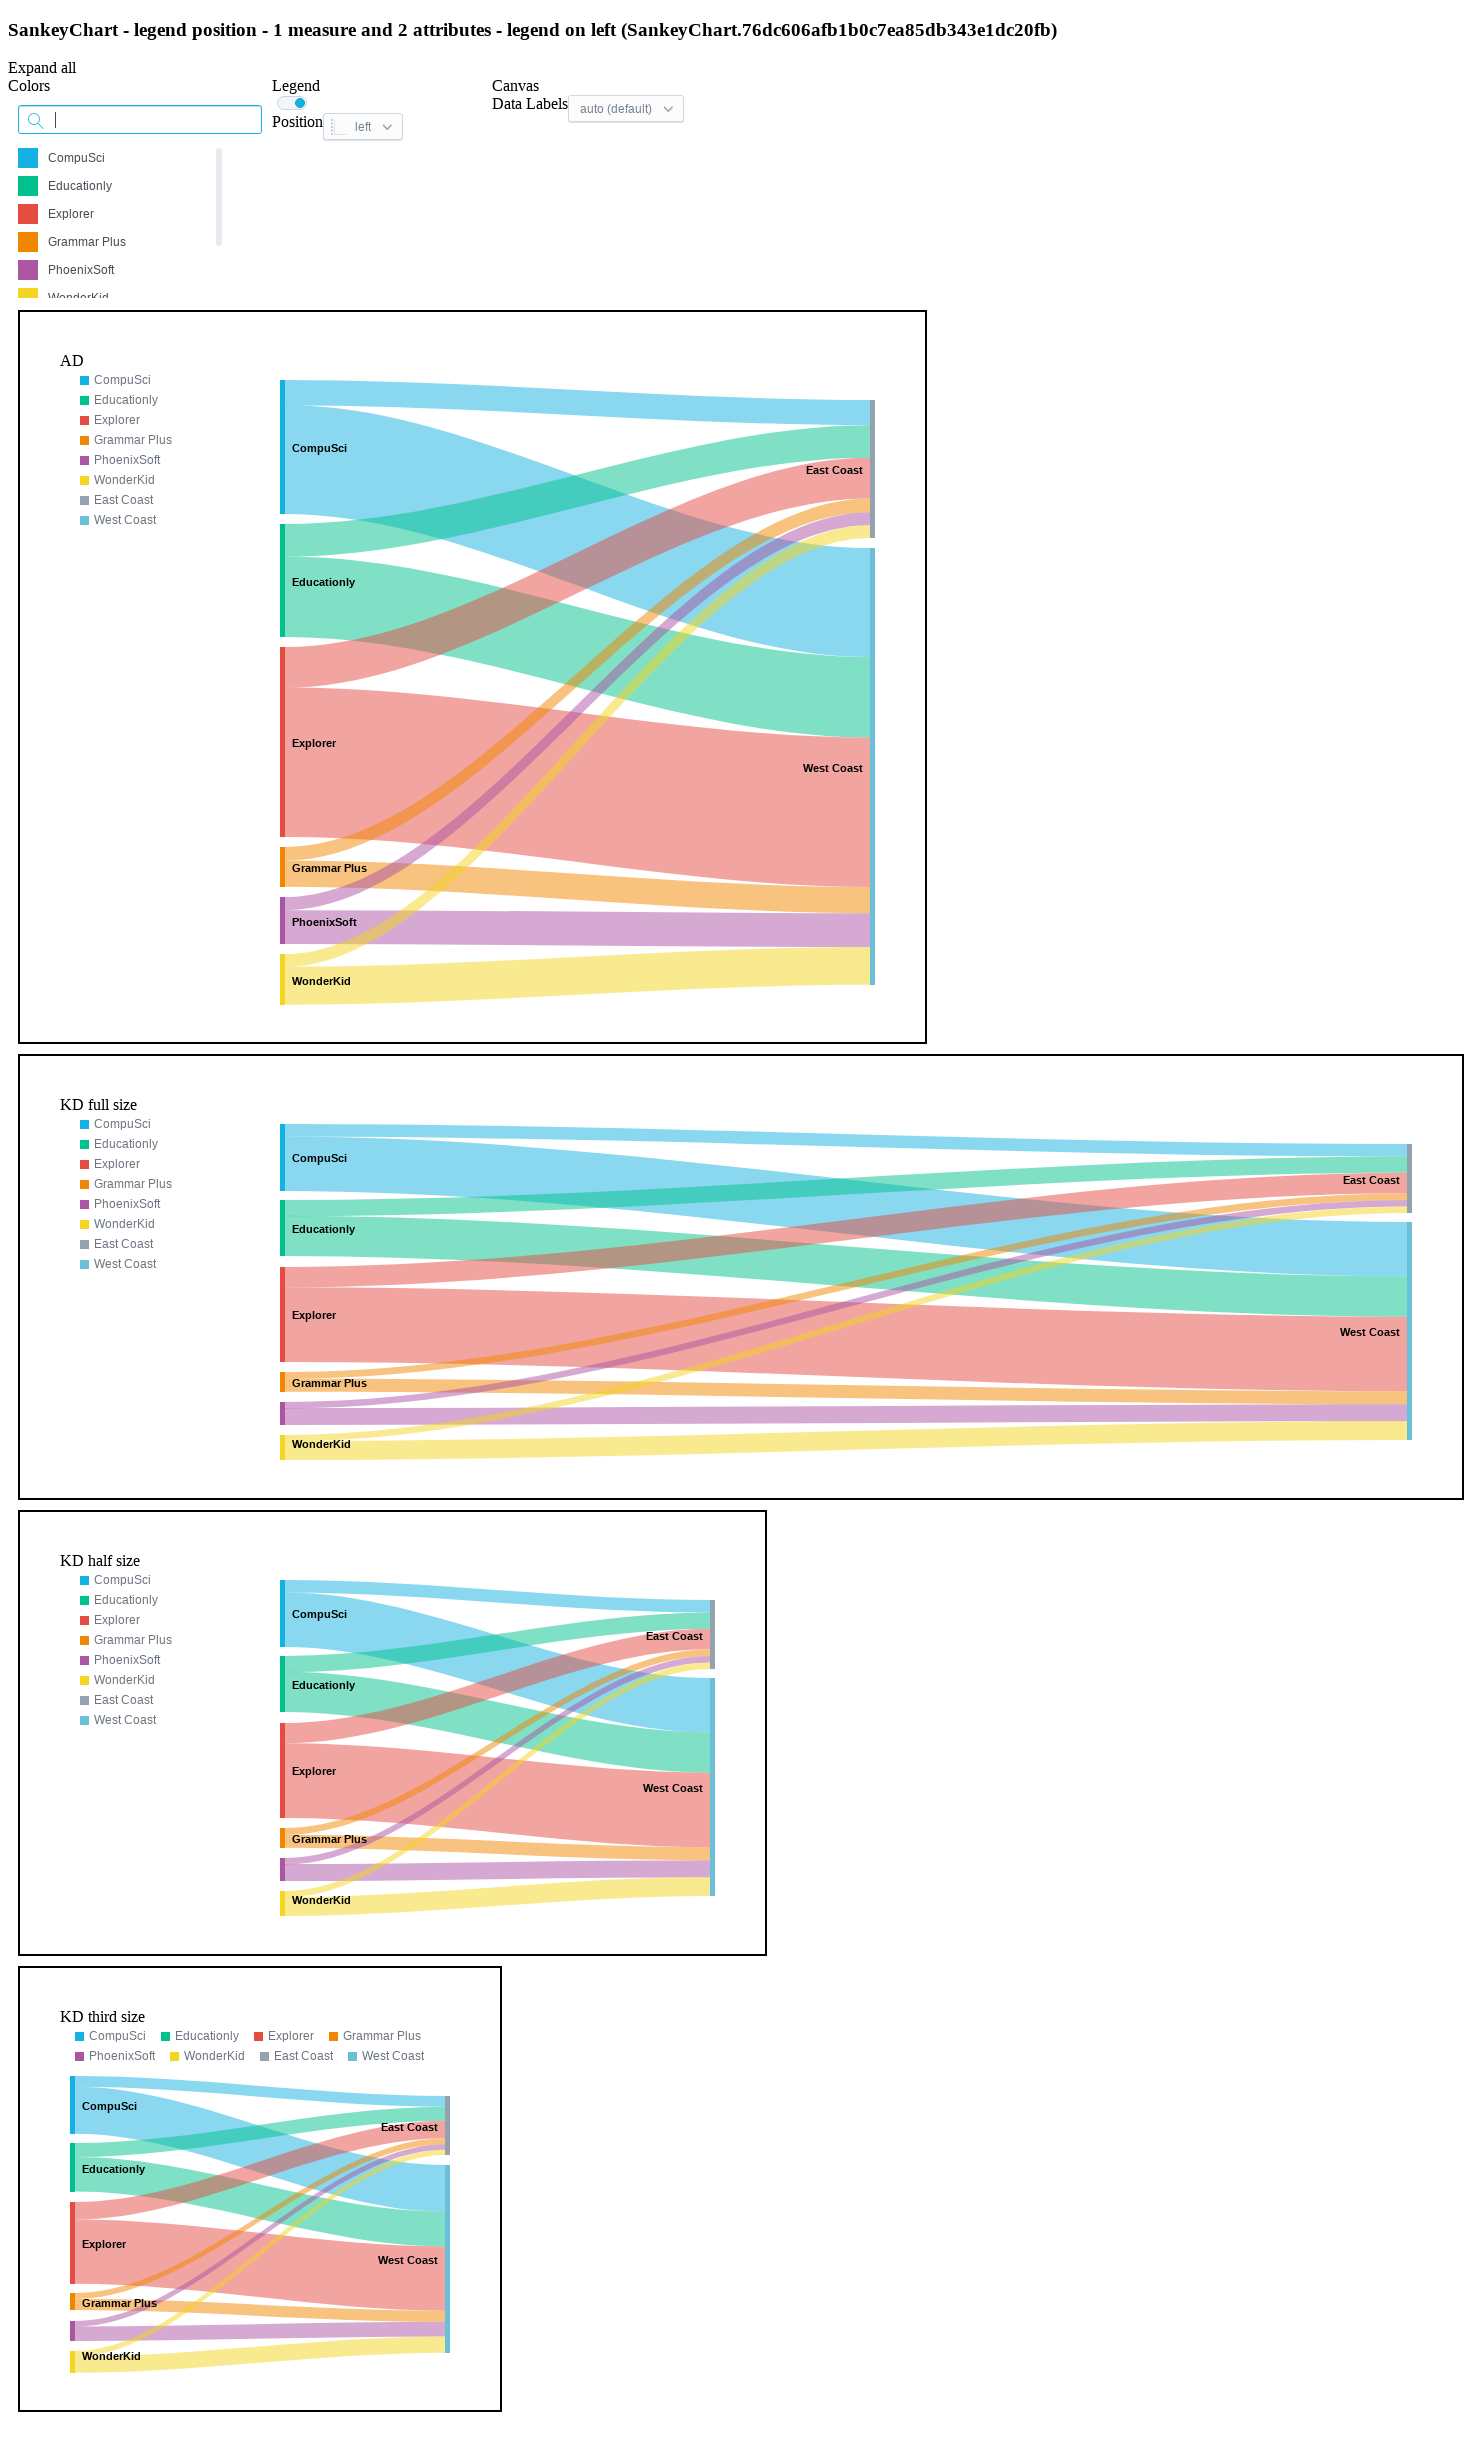 SankeyChart - legend position - 1 measure and 2 attributes - legend on left (SankeyChart.76dc606afb1b0c7ea85db343e1dc20fb)
Expand all
Colors
CompuSci
Educationly
Explorer
Grammar Plus
PhoenixSoft
WonderKid
Legend
Position left
Canvas
Data Labels auto (default)
AD
CompuSci
Educationly
Explorer
Grammar Plus
PhoenixSoft
WonderKid
East Coast
West Coast
CompuSci
Educationly
Explorer
Grammar Plus
PhoenixSoft
WonderKid
East Coast
West Coast
KD full size
CompuSci
Educationly
Explorer
Grammar Plus
PhoenixSoft
WonderKid
East Coast
West Coast
CompuSci
Educationly
Explorer
Grammar Plus
WonderKid
East Coast
West Coast
KD half size
CompuSci
Educationly
Explorer
Grammar Plus
PhoenixSoft
WonderKid
East Coast
West Coast
CompuSci
Educationly
Explorer
Grammar Plus
WonderKid
East Coast
West Coast
KD third size
CompuSci Educationly Explorer Grammar Plus
PhoenixSoft WonderKid East Coast West Coast
CompuSci
Educationly
Explorer
Grammar Plus
WonderKid
East Coast
West Coast